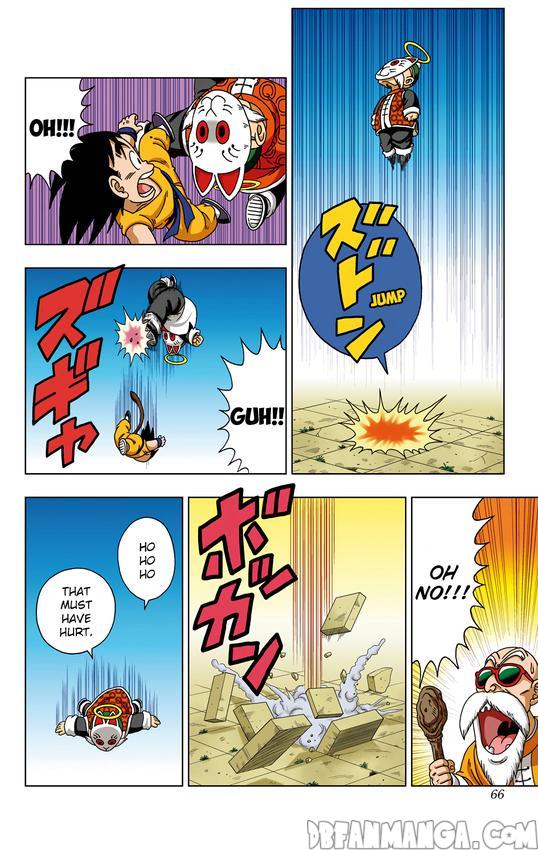 ズドン
JUMP
OH!!!
ズギャ
GUH!!
OH
NO!!!
ボッカン
HO
HO
HO
THAT
MUST
HAVE
HURT.
66
DBFANMANGA.COM